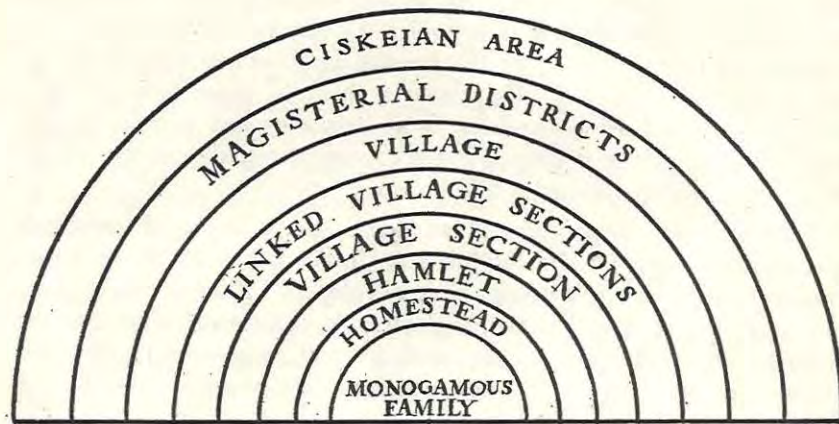 CISKEIAN AREA
MAGISTERIAL DISTRICTS
VILLAGE
LINKED VILLAGE SECTIONS
VILLAGE SECTION
HAMLET
HOMESTEAD
MONOGAMOUS
FAMILY